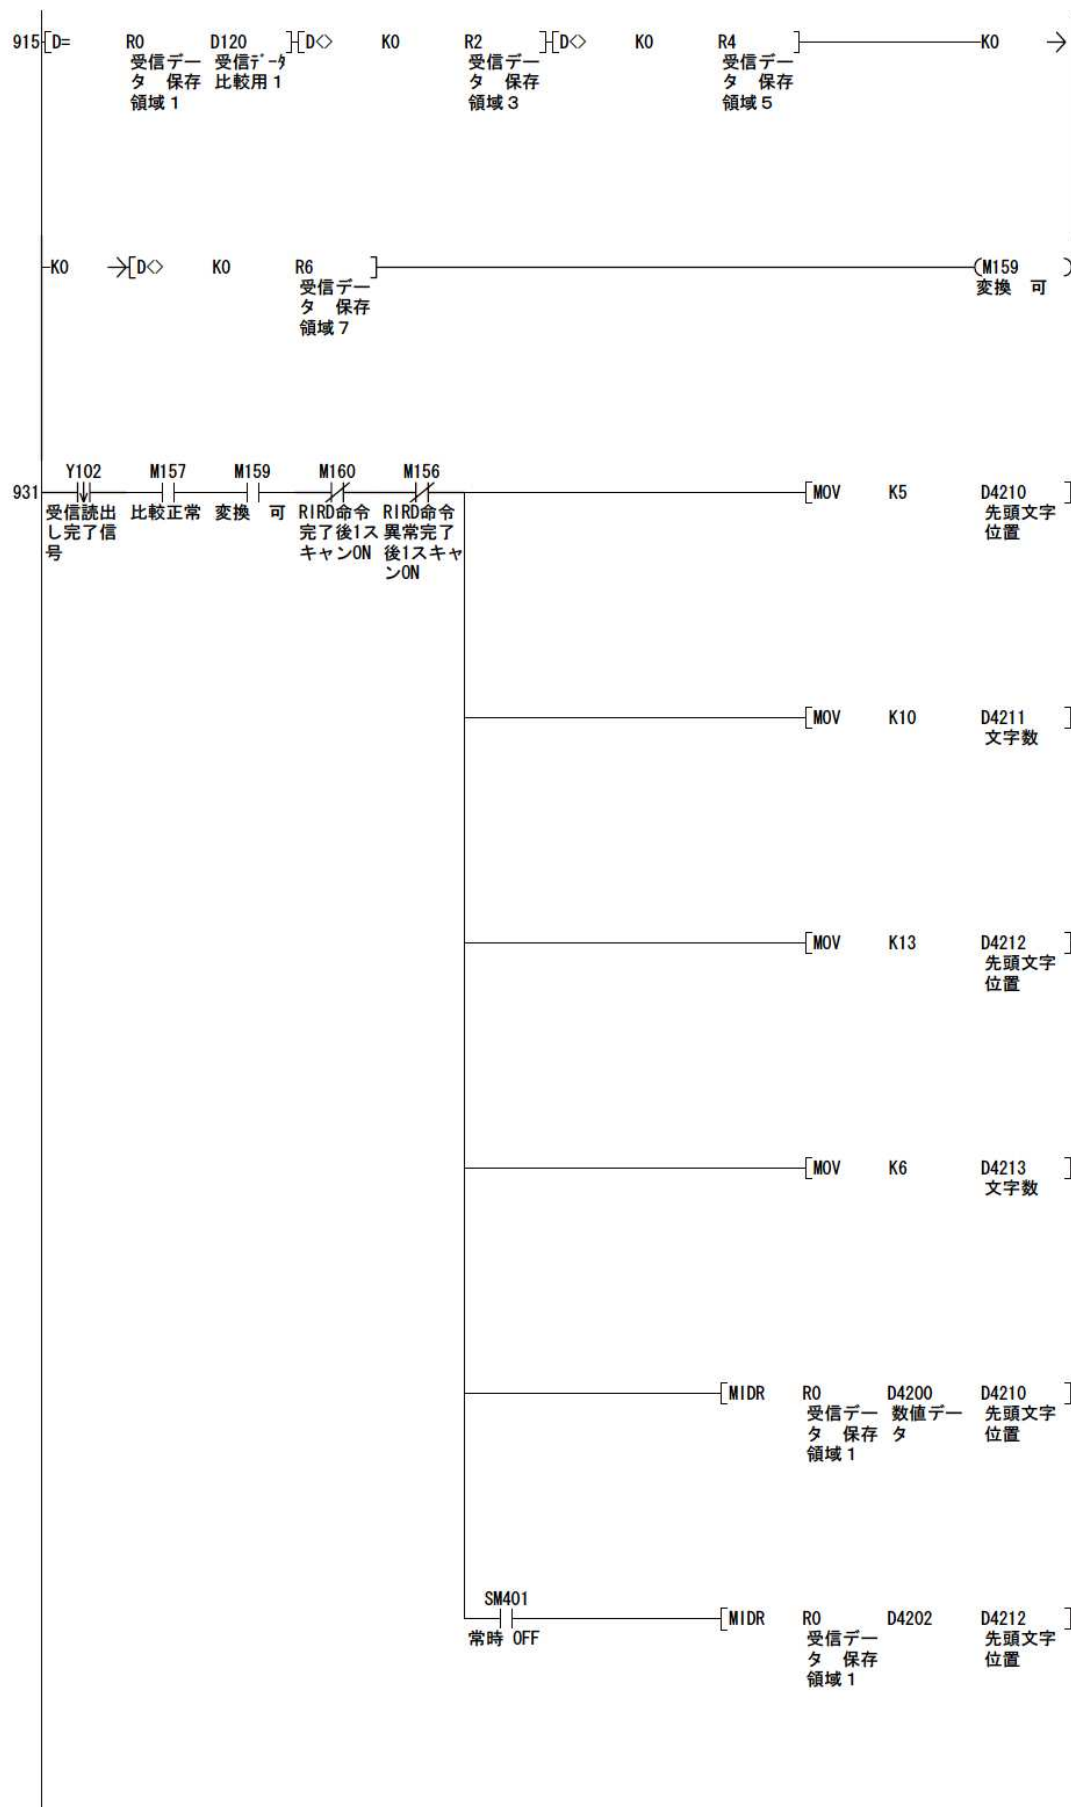 915 [D= R0 D120 ] [D<> K0 R2 ] [D<> K0 R4 ] K0
受信デー 受信ﾃﾞｰﾀ 受信デー 受信デー
タ 保存 比較用１ タ 保存 タ 保存
領域１ 領域３ 領域５
K0 [D<> K0 R6 ] (M159 )
受信デー 変換 可
タ 保存
領域７
Y102 M157 M159 M160 M156
931 [MOV K5 D4210 ]
受信読出 比較正常 変換 可 RIRD命令 RIRD命令 先頭文字
し完了信 完了後1ス 異常完了 位置
号 キャンON 後1スキャ
ンON
[MOV K10 D4211 ]
文字数
[MOV K13 D4212 ]
先頭文字
位置
[MOV K6 D4213 ]
文字数
[MIDR R0 D4200 D4210 ]
受信デー 数値デー 先頭文字
タ 保存 タ 位置
領域１
SM401
[MIDR R0 D4202 D4212 ]
常時 OFF 受信デー 先頭文字
タ 保存 位置
領域１